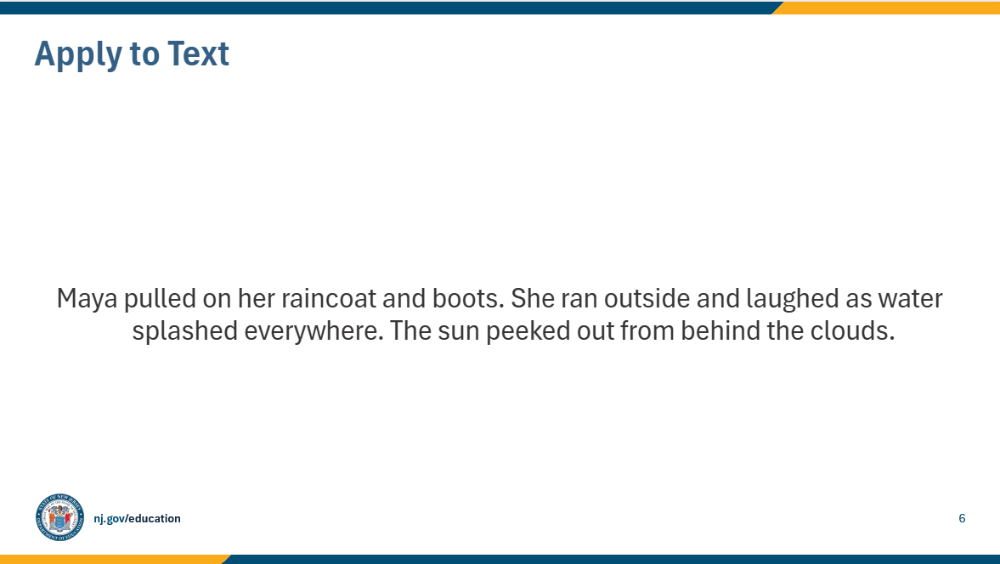 Apply to Text
Maya pulled on her raincoat and boots. She ran outside and laughed as water
splashed everywhere. The sun peeked out from behind the clouds.
nj.gov/education
6